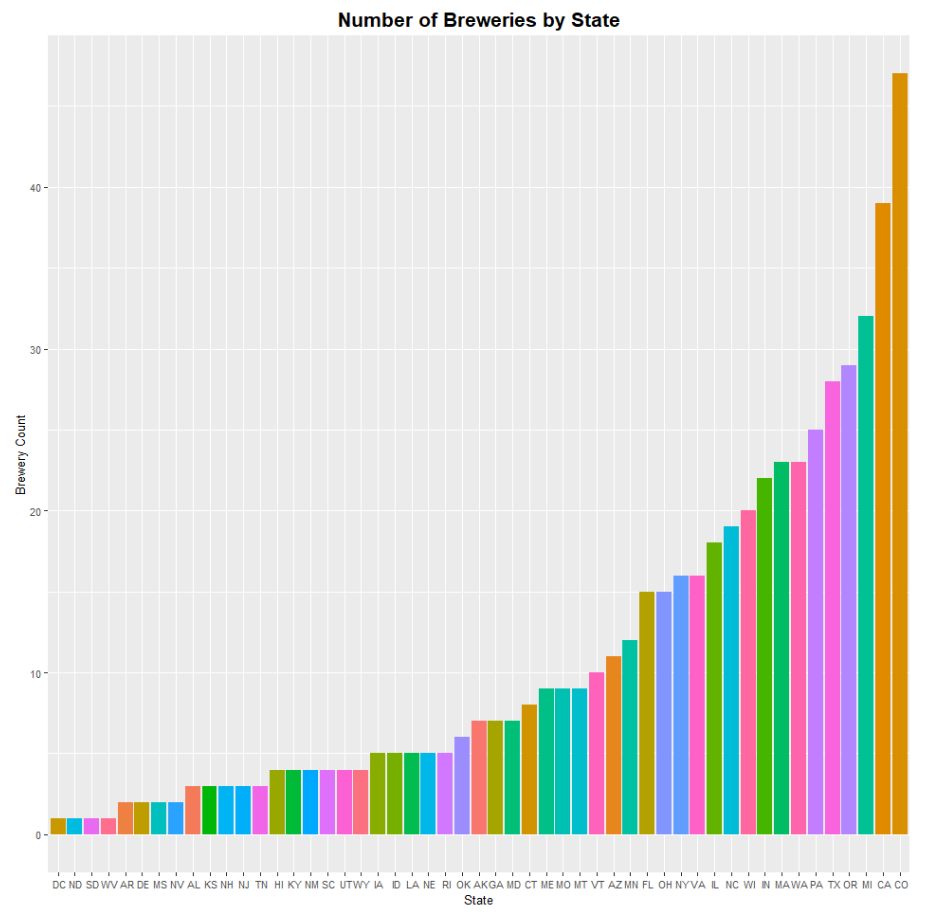 Number of Breweries by State
Brewery Count
40
30
20
10
0
DC ND SD WV AR DE MS NV AL KS NH NJ TN HI KY NM SC UT WY IA ID LA NE RI OK AK GA MD CT ME MO MT VT AZ MN FL OH NY VA IL NC WI IN MA WA PA TX OR MI CA CO
State